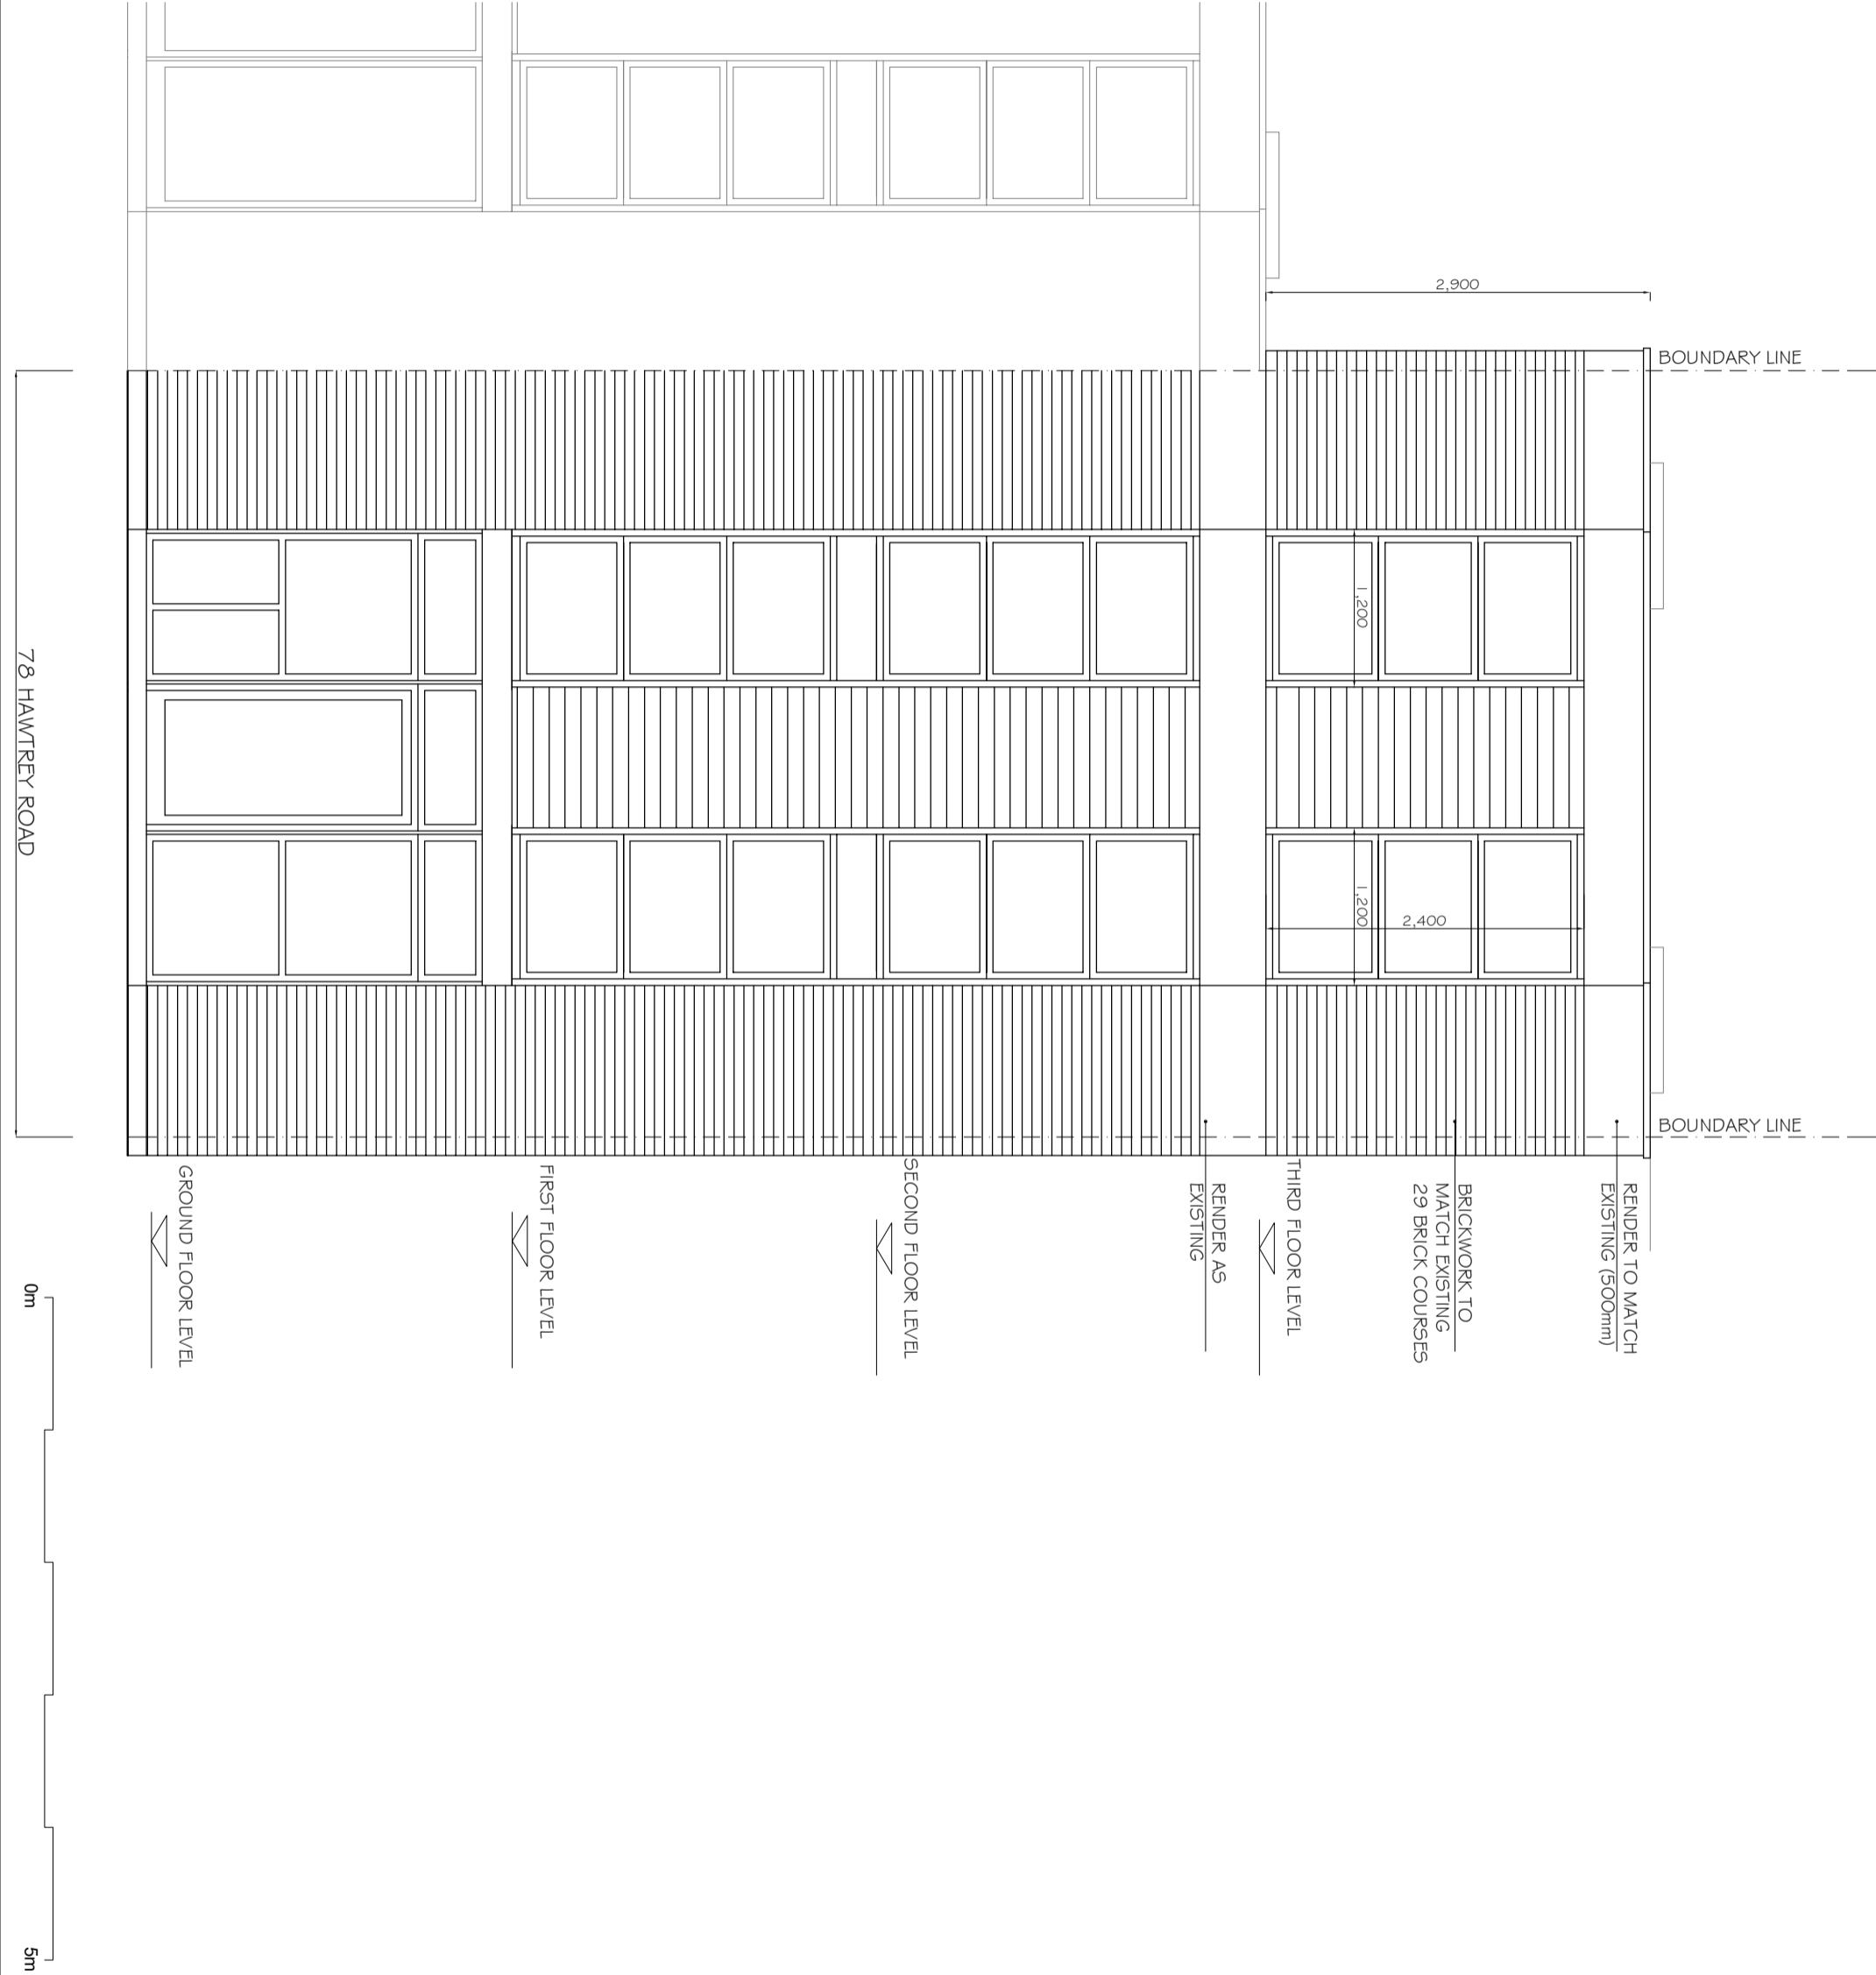 BOUNDARY LINE
BOUNDARY LINE
2,900
RENDER TO MATCH
EXISTING (500mm)
BRICKWORK TO
MATCH EXISTING
29 BRICK COURSES
1,200
1,200
2,400
THIRD FLOOR LEVEL
RENDER AS
EXISTING
SECOND FLOOR LEVEL
FIRST FLOOR LEVEL
GROUND FLOOR LEVEL
78 HAWTREY ROAD
0m
5m